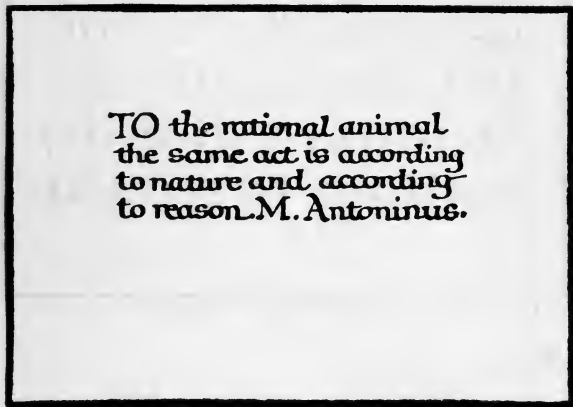 TO the rational animal
the same act is according
to nature and according
to reason. M. Antoninus.